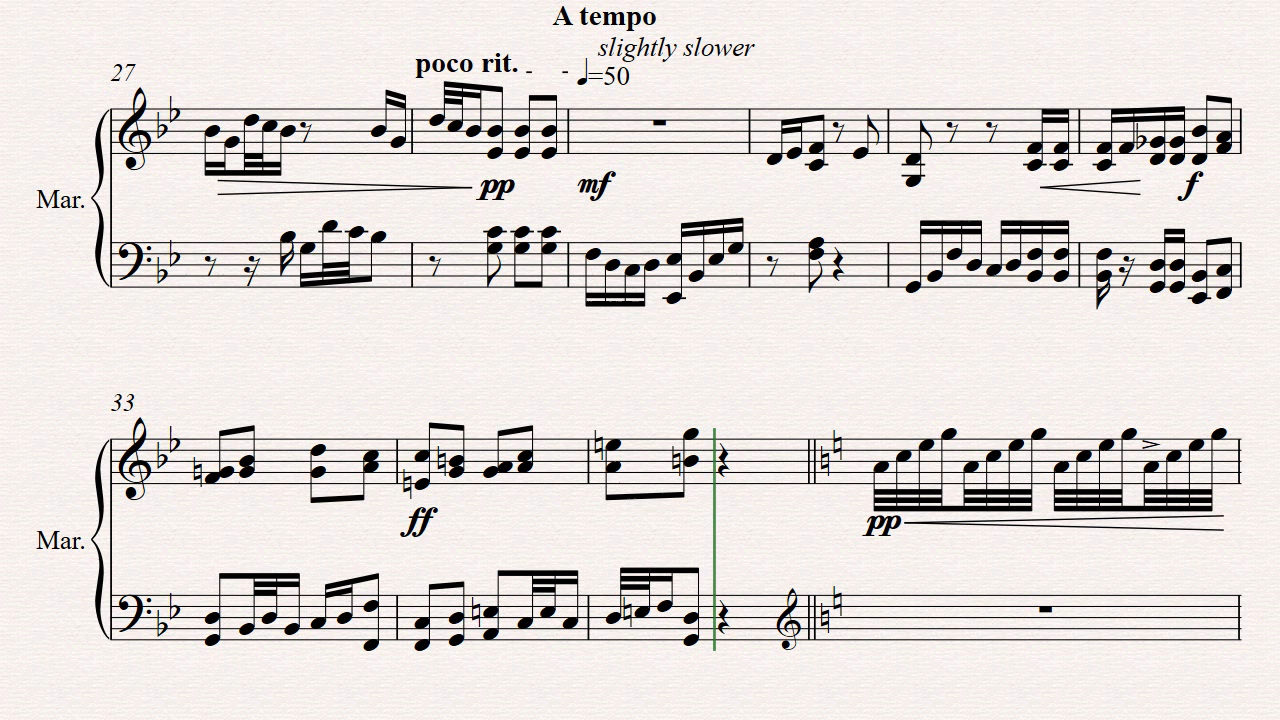 A tempo
slightly slower
27
poco rit.
=50
Mar.
pp
mf
f
33
Mar.
ff
pp